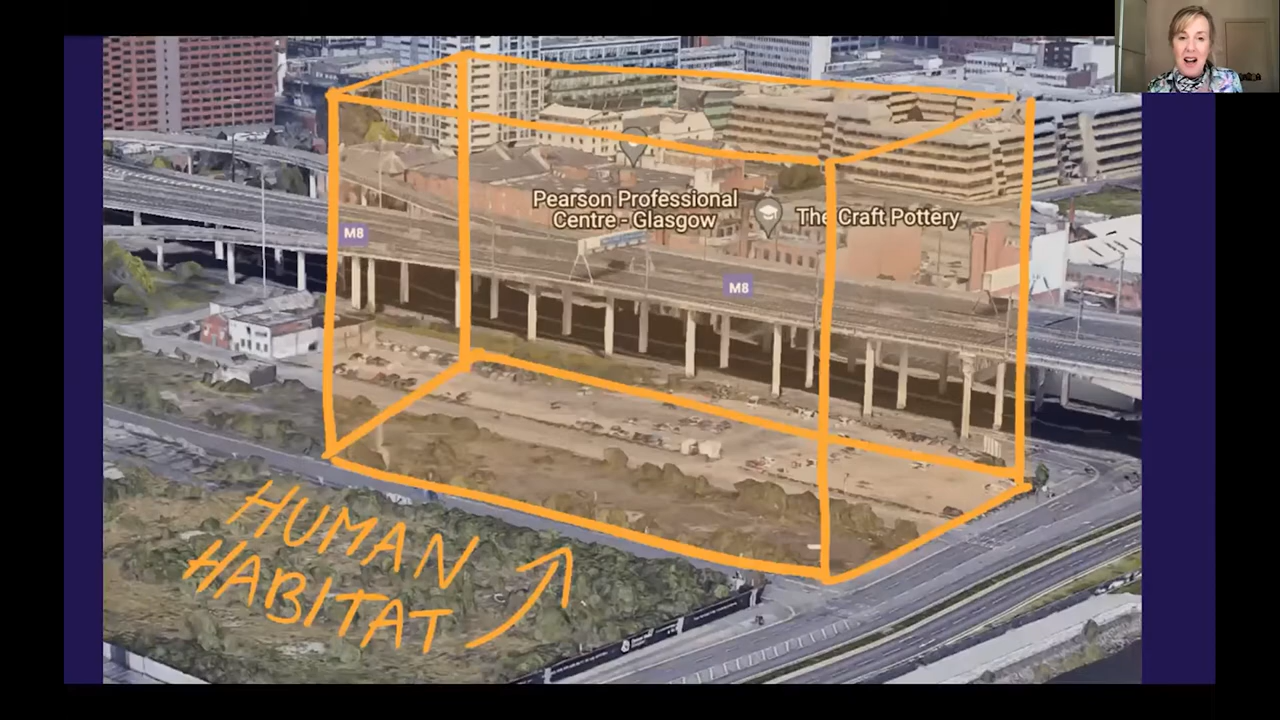 M8
Pearson Professional
Centre - Glasgow
The Craft Pottery
M8
HUMAN
HABITAT